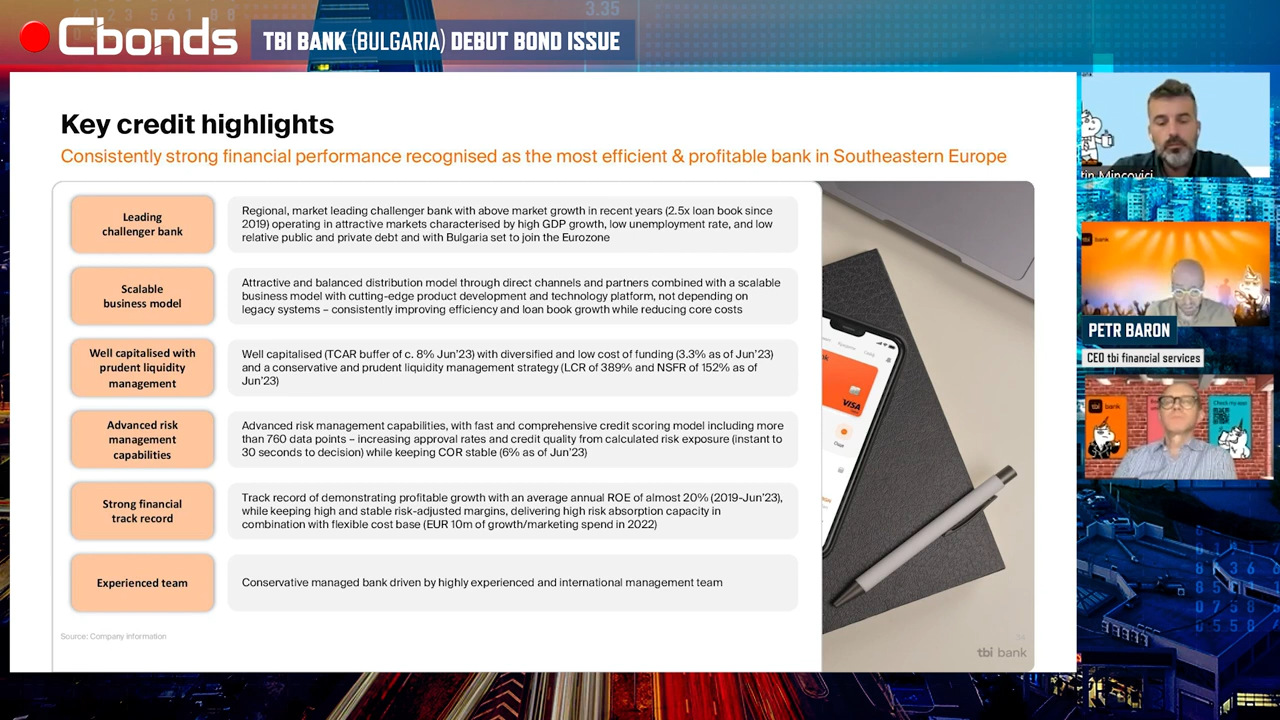 Cbonds
TBI BANK (BULGARIA) DEBUT BOND ISSUE
3.35
Key credit highlights
Consistently strong financial performance recognised as the most efficient & profitable bank in Southeastern Europe
Leading
challenger bank
Regional, market leading challenger bank with above market growth in recent years (2.5x loan book since
2019) operating in attractive markets characterised by high GDP growth, low unemployment rate, and low
relative public and private debt and with Bulgaria set to join the Eurozone
Scalable
business model
Attractive and balanced distribution model through direct channels and partners combined with a scalable
business model with cutting-edge product development and technology platform, not depending on
legacy systems – consistently improving efficiency and loan book growth while reducing core costs
Well capitalised with
prudent liquidity
management
Well capitalised (TCAR buffer of c. 8% Jun'23) with diversified and low cost of funding (3.3% as of Jun'23)
and a conservative and prudent liquidity management strategy (LCR of 389% and NSFR of 152% as of
Jun'23)
Advanced risk
management
capabilities
Advanced risk management capabilities, with fast and comprehensive credit scoring model including more
than 760 data points – increasing approval rates and credit quality from calculated risk exposure (instant to
30 seconds to decision) while keeping COR stable (6% as of Jun'23)
Strong financial
track record
Track record of demonstrating profitable growth with an average annual ROE of almost 20% (2019-Jun'23),
while keeping high and stable risk-adjusted margins, delivering high risk absorption capacity in
combination with flexible cost base (EUR 10m of growth/marketing spend in 2022)
Experienced team
Conservative managed bank driven by highly experienced and international management team
Source: Company Information
VISA
tbi bank
tin Mincovici
tbi bank
PETR BARON
CEO tbi financial services
tbi bank